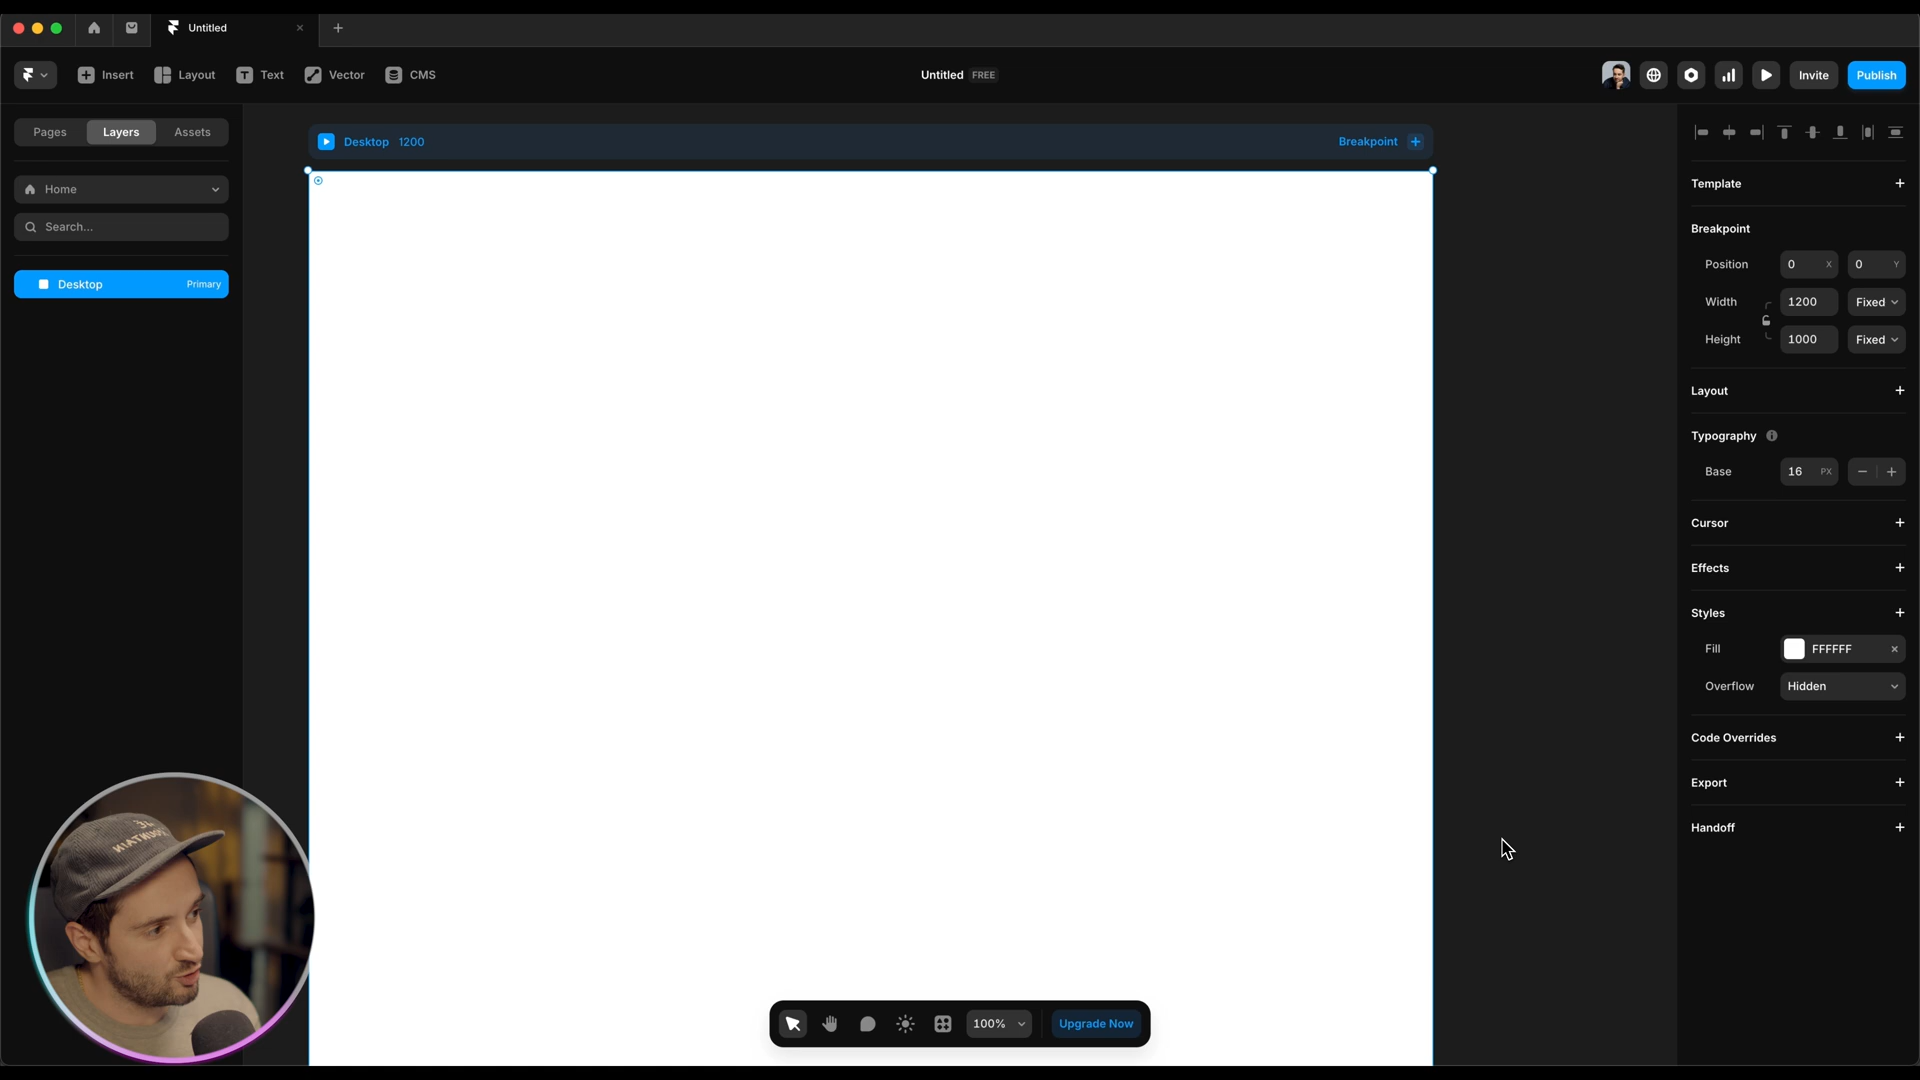 Untitled
Insert
Layout
Text
Vector
CMS
Untitled FREE
Invite
Publish
Pages
Layers
Assets
Home
Search...
Desktop Primary
Desktop 1200
Breakpoint
Template
Breakpoint
Position 0 X 0 Y
Width 1200 Fixed
Height 1000 Fixed
Layout
Typography
Base 16 PX
Cursor
Effects
Styles
Fill FFFFFF
Overflow Hidden
Code Overrides
Export
Handoff
100%
Upgrade Now